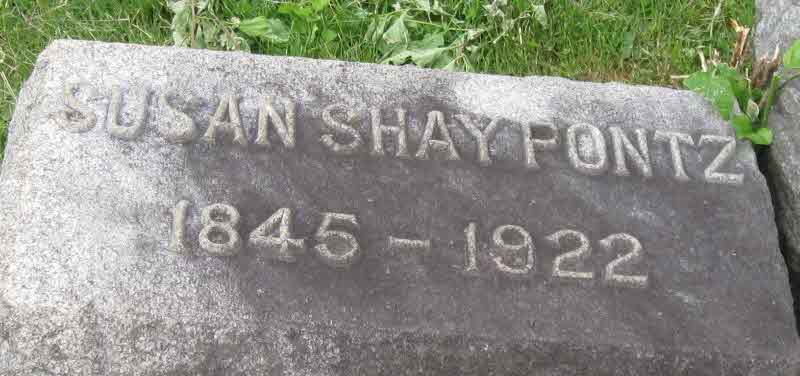 SUSAN SHAY PONTZ
1845 - 1922